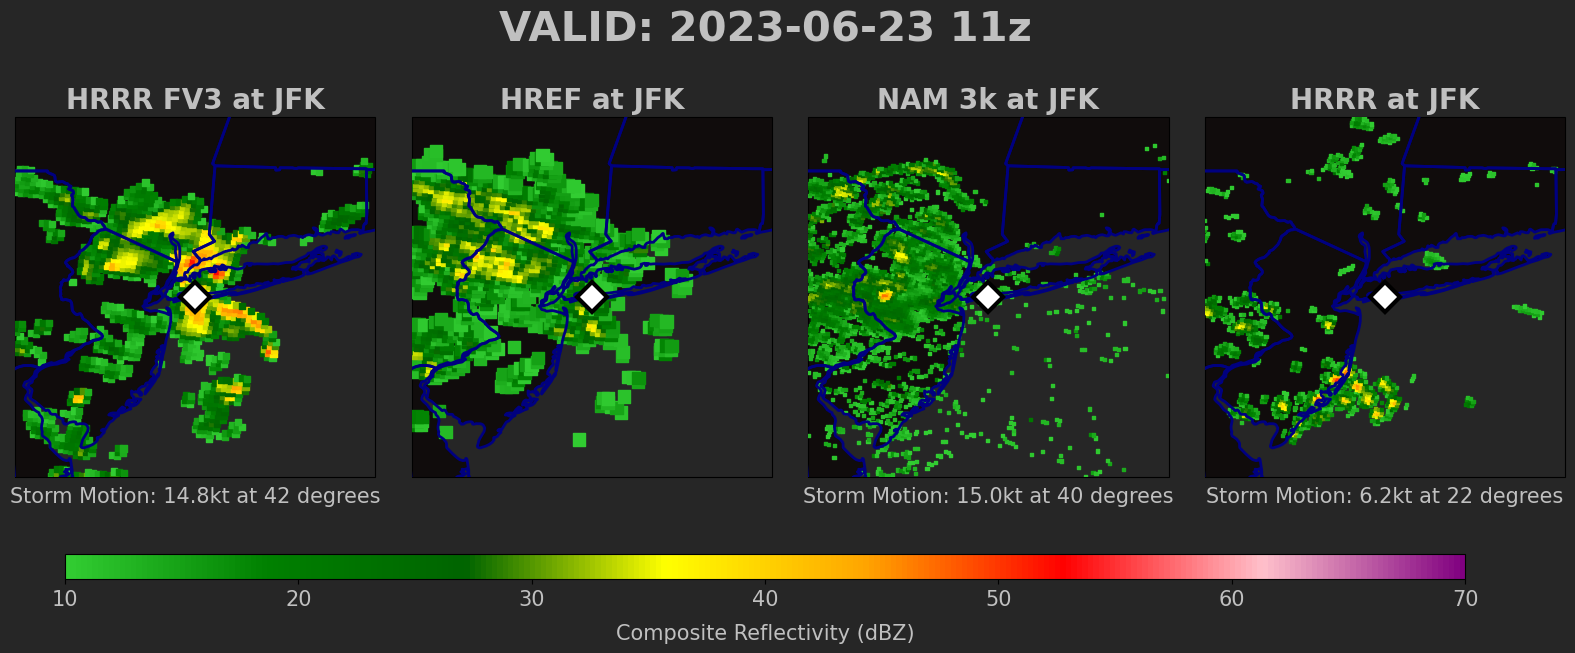 VALID: 2023-06-23 11z
HRRR FV3 at JFK
HREF at JFK
NAM 3k at JFK
HRRR at JFK
Storm Motion: 14.8kt at 42 degrees
Storm Motion: 15.0kt at 40 degrees
Storm Motion: 6.2kt at 22 degrees
10 20 30 40 50 60 70
Composite Reflectivity (dBZ)